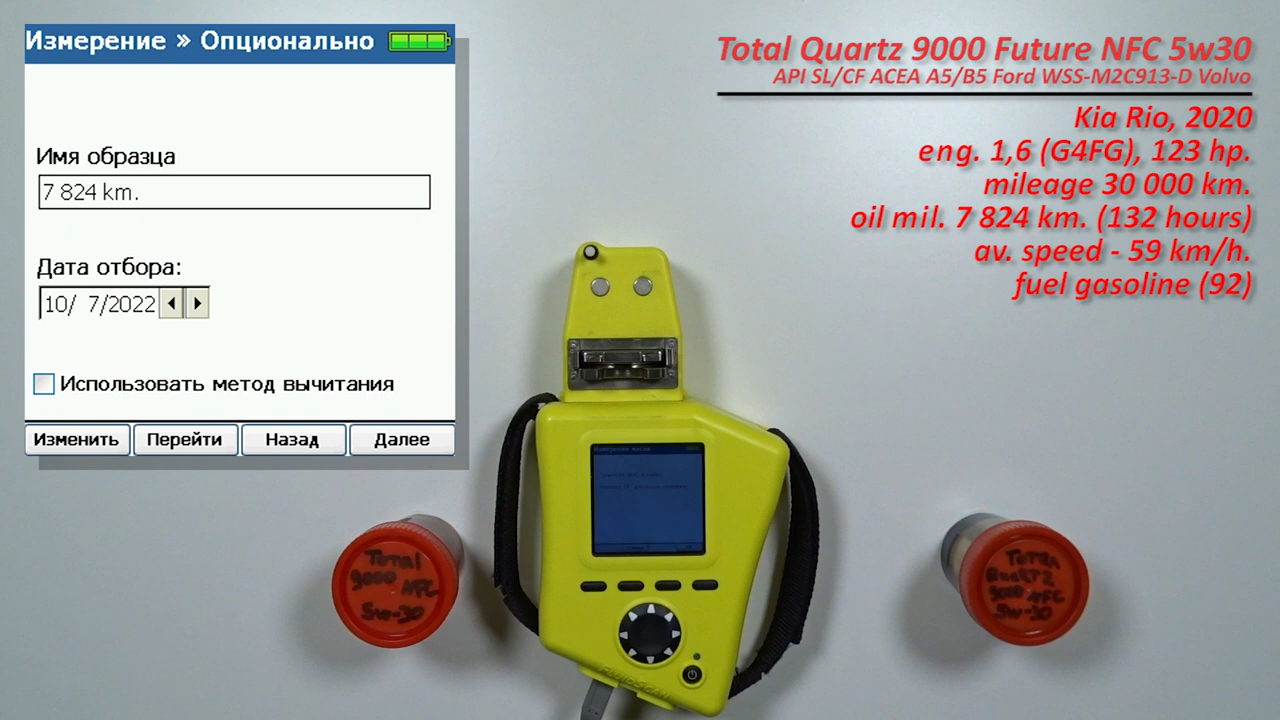 Измерение » Опционально
Имя образца
7 824 km.
Дата отбора:
10/ 7/2022
Использовать метод вычитания
Изменить
Перейти
Назад
Далее
Total Quartz 9000 Future NFC 5w30
API SL/CF ACEA A5/B5 Ford WSS-M2C913-D Volvo
Kia Rio, 2020
eng. 1,6 (G4FG), 123 hp.
mileage 30 000 km.
oil mil. 7 824 km. (132 hours)
av. speed - 59 km/h.
fuel gasoline (92)
Total
9000 NFC
5w-30
Total
Quartz
9000 NFC
5w-30